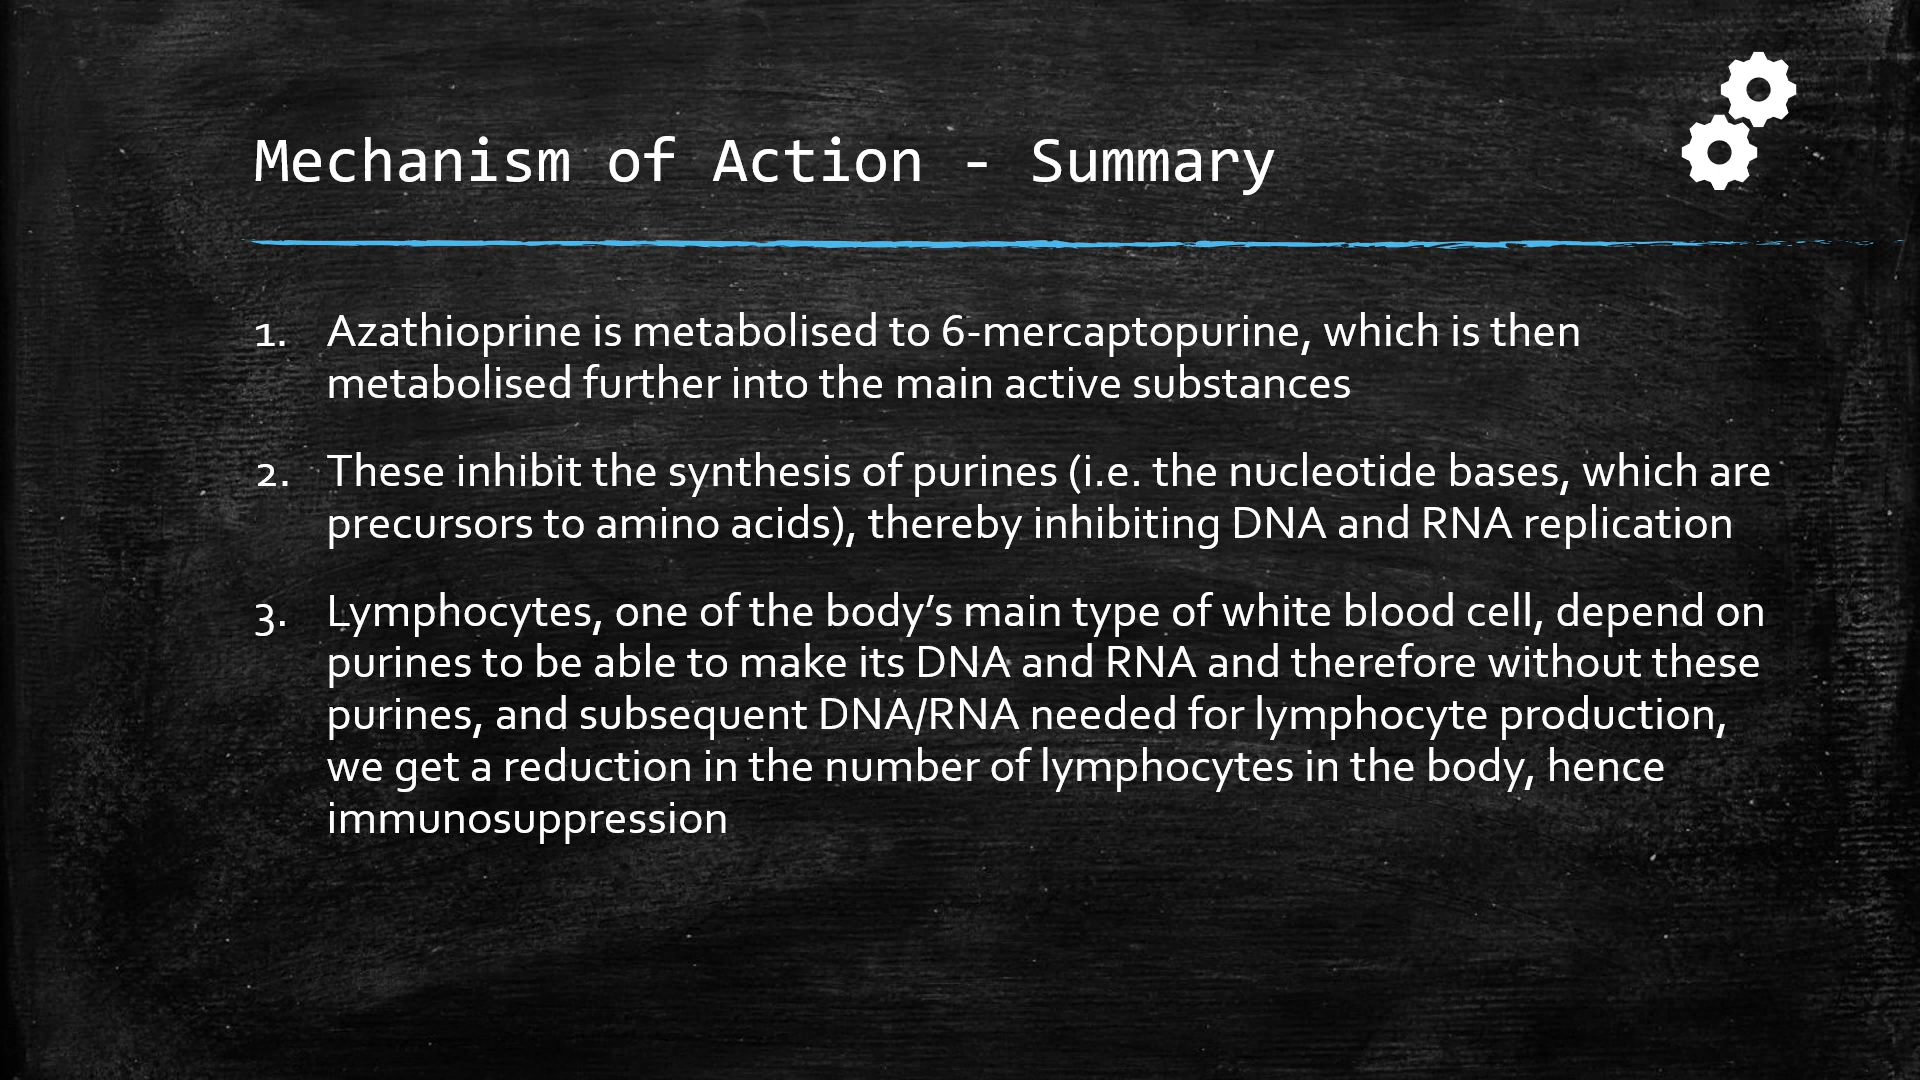 Mechanism of Action - Summary
1. Azathioprine is metabolised to 6-mercaptopurine, which is then
metabolised further into the main active substances
2. These inhibit the synthesis of purines (i.e. the nucleotide bases, which are
precursors to amino acids), thereby inhibiting DNA and RNA replication
3. Lymphocytes, one of the body’s main type of white blood cell, depend on
purines to be able to make its DNA and RNA and therefore without these
purines, and subsequent DNA/RNA needed for lymphocyte production,
we get a reduction in the number of lymphocytes in the body, hence
immunosuppression